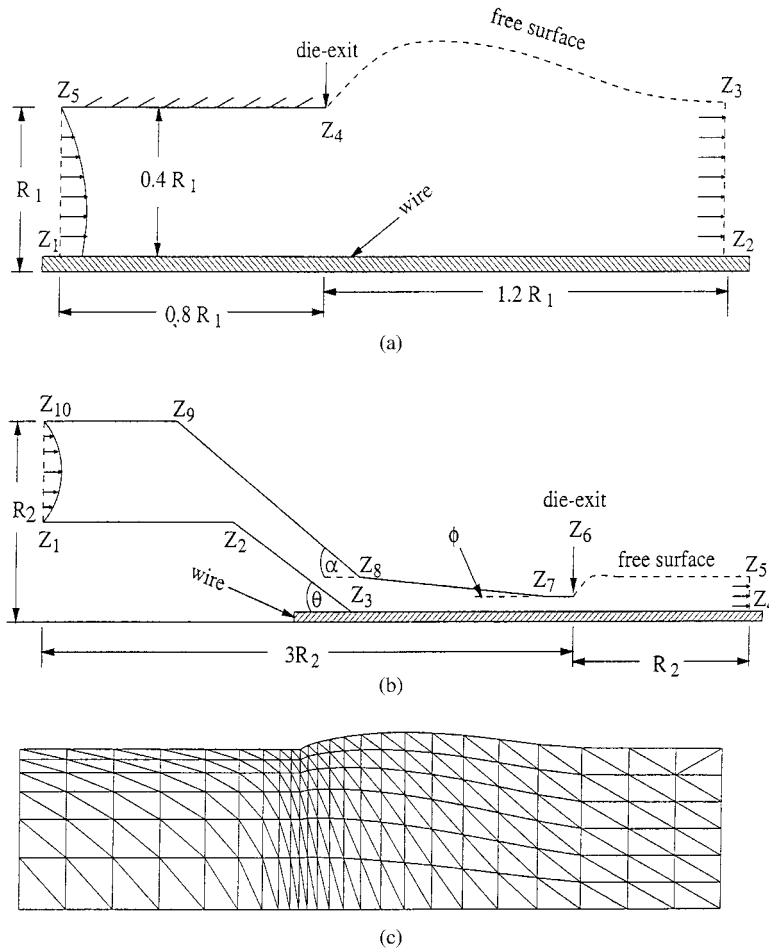 free surface
die-exit
Z5
Z3
Z4
R1
0.4 R1
wire
Z1
Z2
0.8 R1
1.2 R1
(a)
Z10
Z9
R2
die-exit
Z1
Z2
α
Z8
ϕ
Z6
free surface
Z5
wire
θ
Z3
Z7
Z4
3R2
R2
(b)
(c)